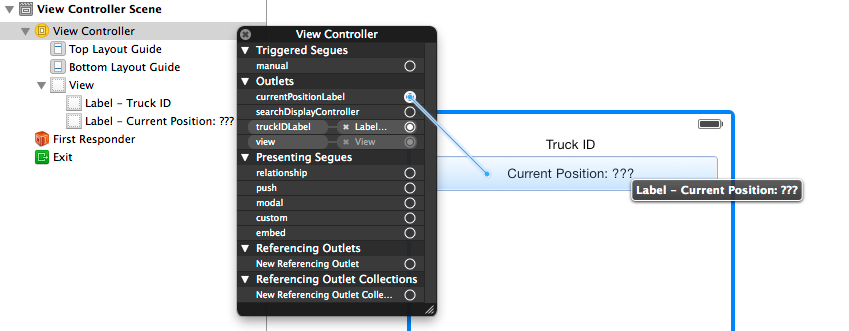 View Controller Scene
View Controller
Top Layout Guide
Bottom Layout Guide
View
Label – Truck ID
Label – Current Position: ???
First Responder
Exit
View Controller
Triggered Segues
manual
Outlets
currentPositionLabel
searchDisplayController
truckIDLabel Label...
view View
Presenting Segues
relationship
push
modal
custom
embed
Referencing Outlets
New Referencing Outlet
Referencing Outlet Collections
New Referencing Outlet Colle...
Truck ID
Current Position: ???
Label – Current Position: ???